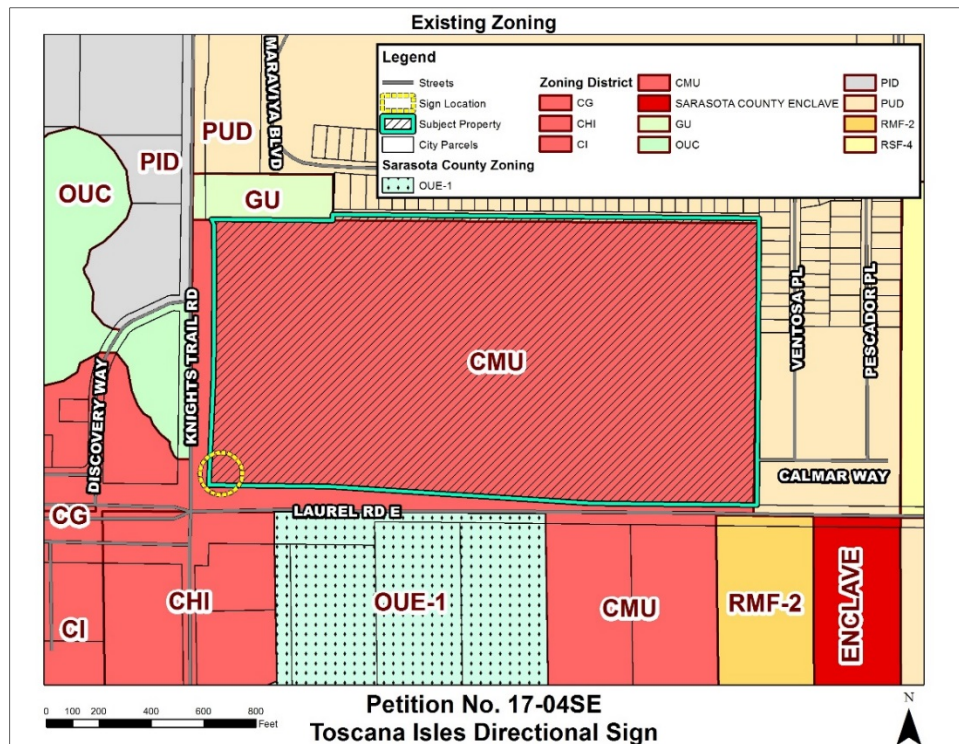 Existing Zoning
Legend
Streets
Sign Location
Subject Property
City Parcels
Sarasota County Zoning
OUE-1
Zoning District
CG
CHI
CI
CMU
SARASOTA COUNTY ENCLAVE
GU
OUC
PID
PUD
RMF-2
RSF-4
MARAVIYA BLVD
PUD
PID
OUC
GU
KNIGHTS TRAIL RD
DISCOVERY WAY
CMU
VENTOSA PL
PESCADOR PL
CALMAR WAY
CG
LAUREL RD E
CI
CHI
OUE-1
CMU
RMF-2
ENCLAVE
0 100 200 400 600 800
Feet
Petition No. 17-04SE
Toscana Isles Directional Sign
N